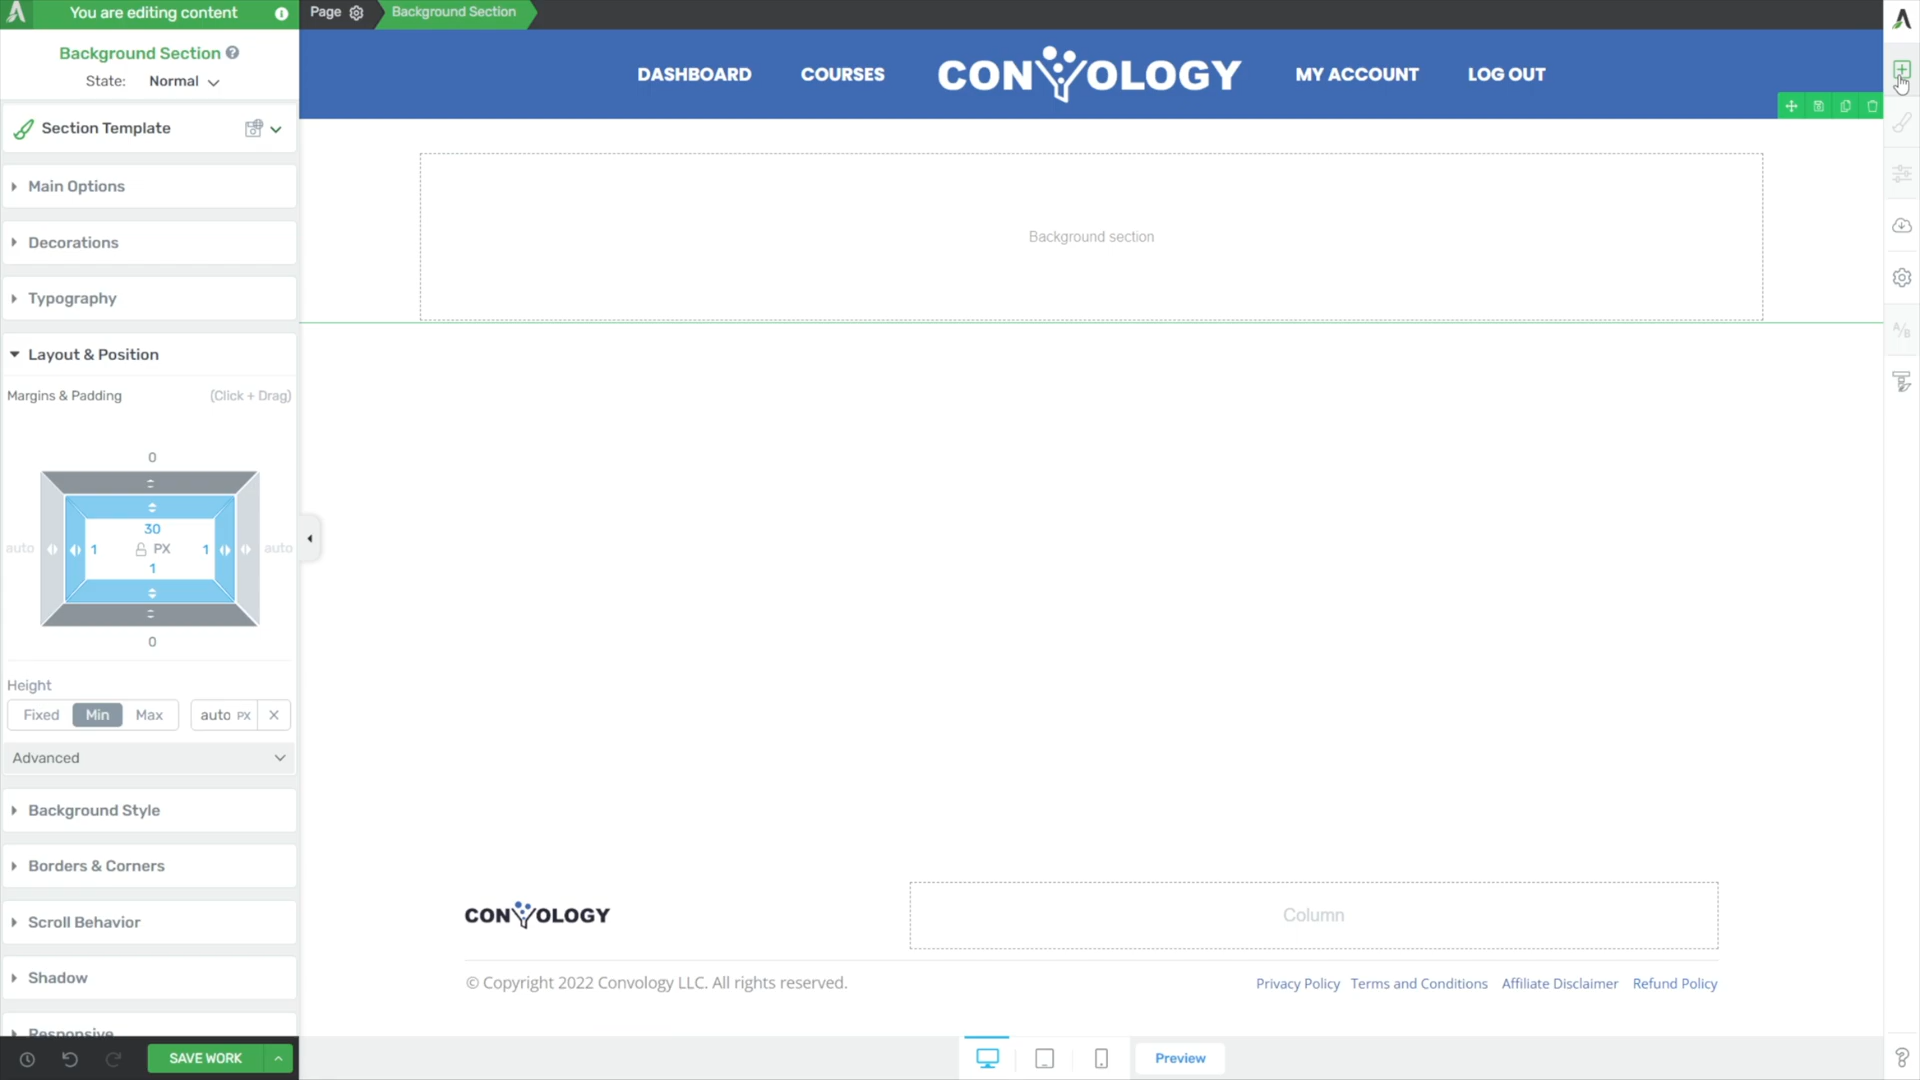 You are editing content
Page
Background Section
Background Section
State: Normal
DASHBOARD COURSES CONVOLOGY MY ACCOUNT LOG OUT
Section Template
Main Options
Decorations
Typography
Layout & Position
Margins & Padding (Click + Drag)
0
30
auto 1 PX 1 auto
1
0
Height
Fixed Min Max auto PX
Advanced
Background Style
Borders & Corners
Scroll Behavior
Shadow
Responsive
SAVE WORK
Background section
A/B
CONVOLOGY
Column
© Copyright 2022 Convology LLC. All rights reserved.
Privacy Policy Terms and Conditions Affiliate Disclaimer Refund Policy
Preview